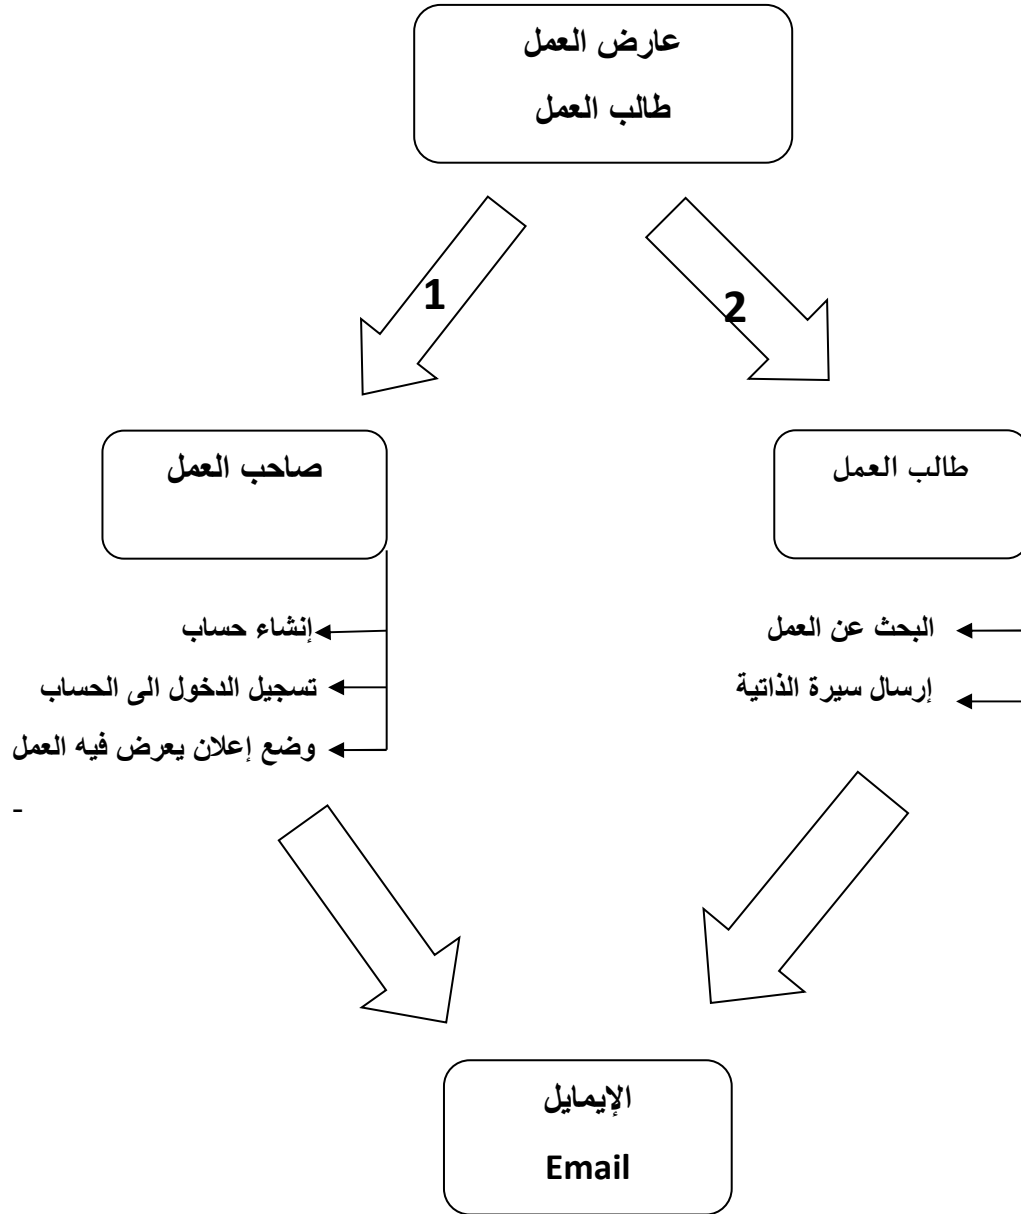 عارض العمل
طالب العمل
1
2
صاحب العمل
طالب العمل
إنشاء حساب
تسجيل الدخول الى الحساب
وضع إعلان يعرض فيه العمل
-
البحث عن العمل
إرسال سيرة الذاتية
الإيمايل
Email